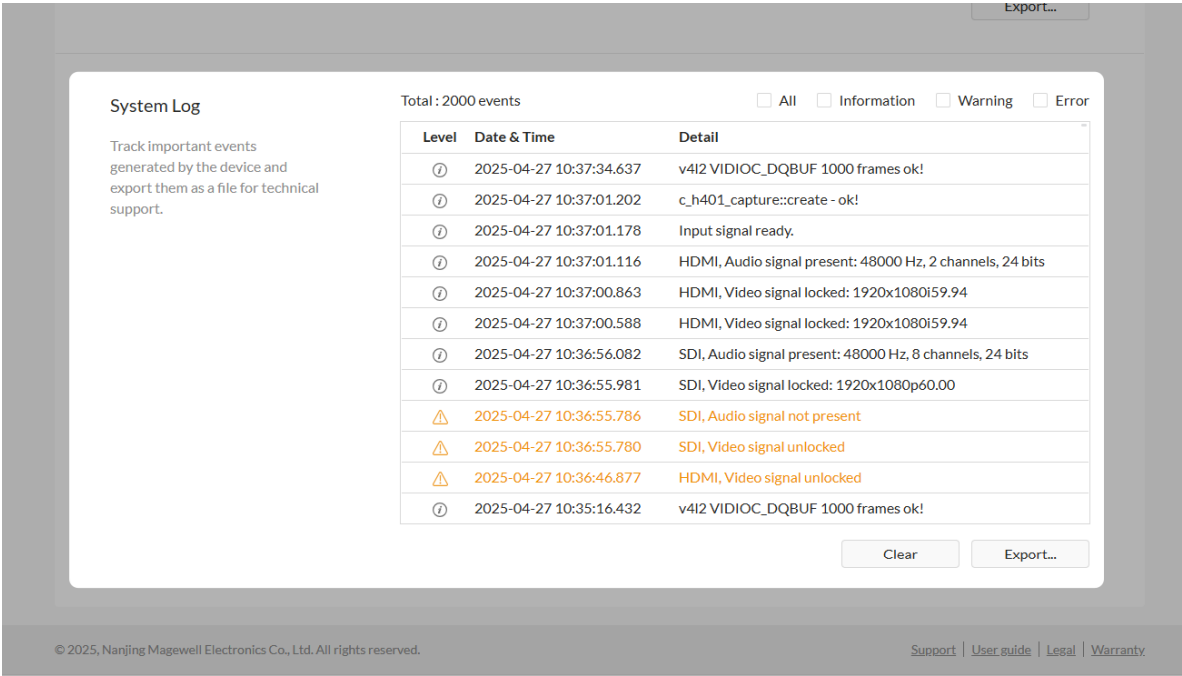 Export...
System Log
Track important events
generated by the device and
export them as a file for technical
support.
Total : 2000 events
All Information Warning Error
Level Date & Time Detail
2025-04-27 10:37:34.637 v4l2 VIDIOC_DQBUF 1000 frames ok!
2025-04-27 10:37:01.202 c_h401_capture::create - ok!
2025-04-27 10:37:01.178 Input signal ready.
2025-04-27 10:37:01.116 HDMI, Audio signal present: 48000 Hz, 2 channels, 24 bits
2025-04-27 10:37:00.863 HDMI, Video signal locked: 1920x1080i59.94
2025-04-27 10:37:00.588 HDMI, Video signal locked: 1920x1080i59.94
2025-04-27 10:36:56.082 SDI, Audio signal present: 48000 Hz, 8 channels, 24 bits
2025-04-27 10:36:55.981 SDI, Video signal locked: 1920x1080p60.00
2025-04-27 10:36:55.786 SDI, Audio signal not present
2025-04-27 10:36:55.780 SDI, Video signal unlocked
2025-04-27 10:36:46.877 HDMI, Video signal unlocked
2025-04-27 10:35:16.432 v4l2 VIDIOC_DQBUF 1000 frames ok!
Clear Export...
© 2025, Nanjing Magewell Electronics Co., Ltd. All rights reserved.
Support | User guide | Legal | Warranty